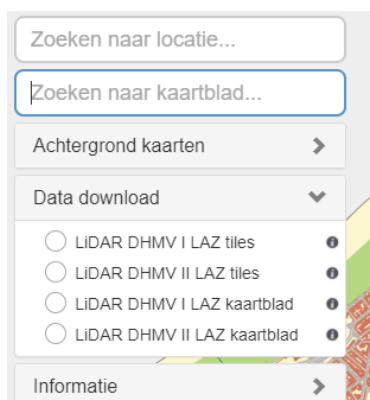 Zoeken naar locatie...
Zoeken naar kaartblad...
Achtergrond kaarten
Data download
LiDAR DHMV I LAZ tiles
LiDAR DHMV II LAZ tiles
LiDAR DHMV I LAZ kaartblad
LiDAR DHMV II LAZ kaartblad
Informatie